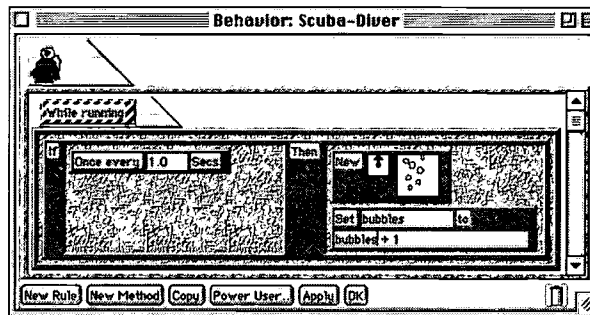 Behavior: Scuba-Diver
While running
If
Once every 1.0 Secs
Then
New
Set bubbles to
bubbles + 1
New Rule New Method Copy Power User... Apply OK